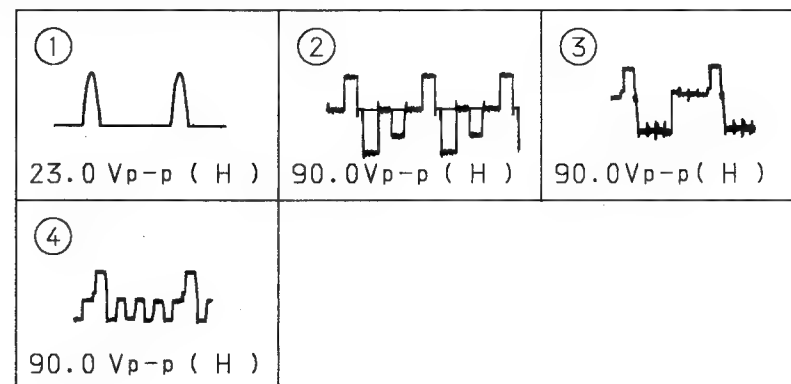 ①
23.0 Vp-p ( H )
②
90.0Vp-p ( H )
③
90.0Vp-p( H )
④
90.0 Vp-p ( H )